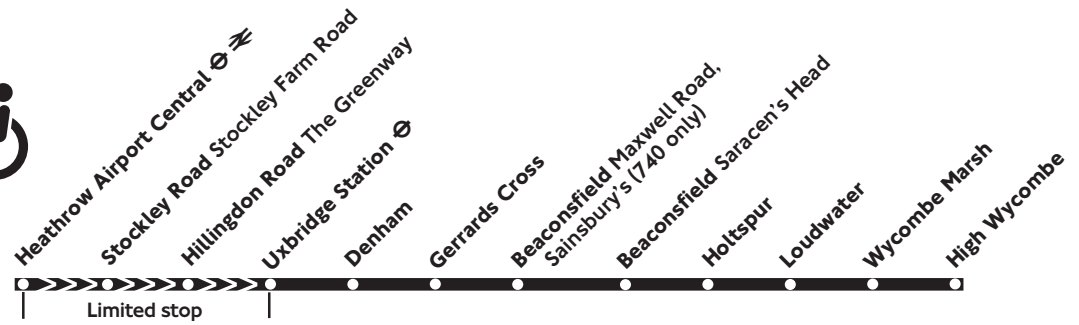 Heathrow Airport Central
Stockley Road Stockley Farm Road
Hillingdon Road The Greenway
Uxbridge Station
Denham
Gerrards Cross
Beaconsfield Maxwell Road,
Sainsbury's (740 only)
Beaconsfield Saracen's Head
Holtspur
Loudwater
Wycombe Marsh
High Wycombe
Limited stop